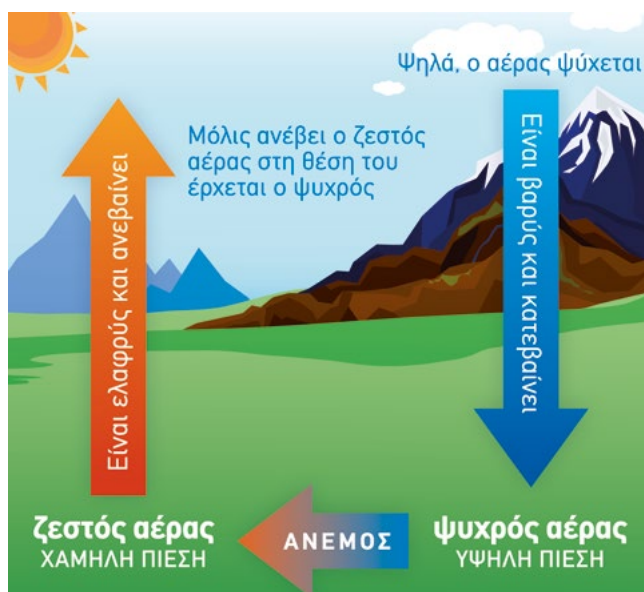 Ψηλά, ο αέρας ψύχεται
Μόλις ανέβει ο ζεστός
αέρας στη θέση του
έρχεται ο ψυχρός
Είναι ελαφρύς και ανεβαίνει
Είναι βαρύς και κατεβαίνει
ζεστός αέρας
ΧΑΜΗΛΗ ΠΙΕΣΗ
ΑΝΕΜΟΣ
ψυχρός αέρας
ΥΨΗΛΗ ΠΙΕΣΗ